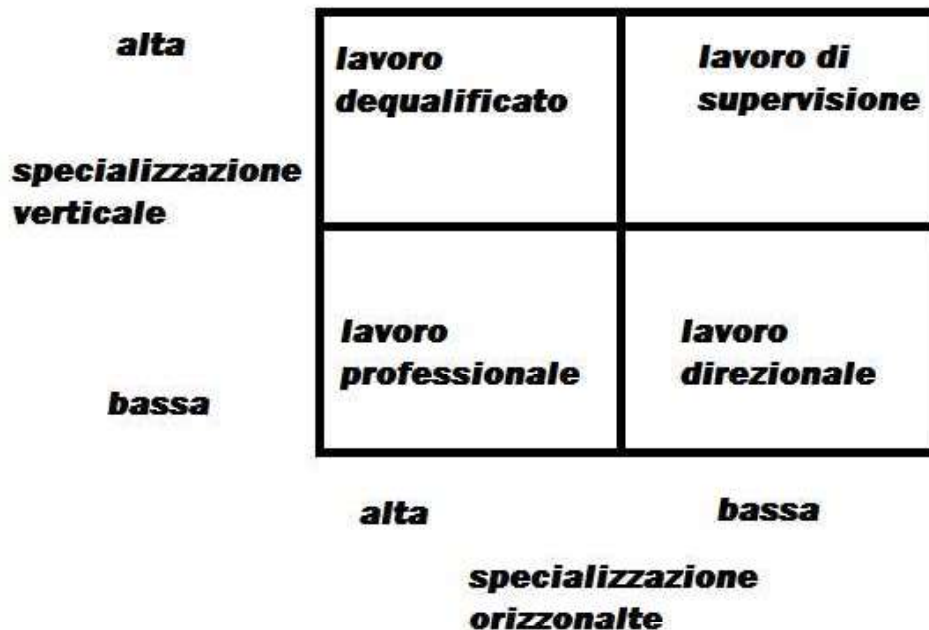 alta
lavoro
dequalificato
lavoro di
supervisione
specializzazione
verticale
lavoro
professionale
lavoro
direzionale
bassa
alta
bassa
specializzazione
orizzonalte